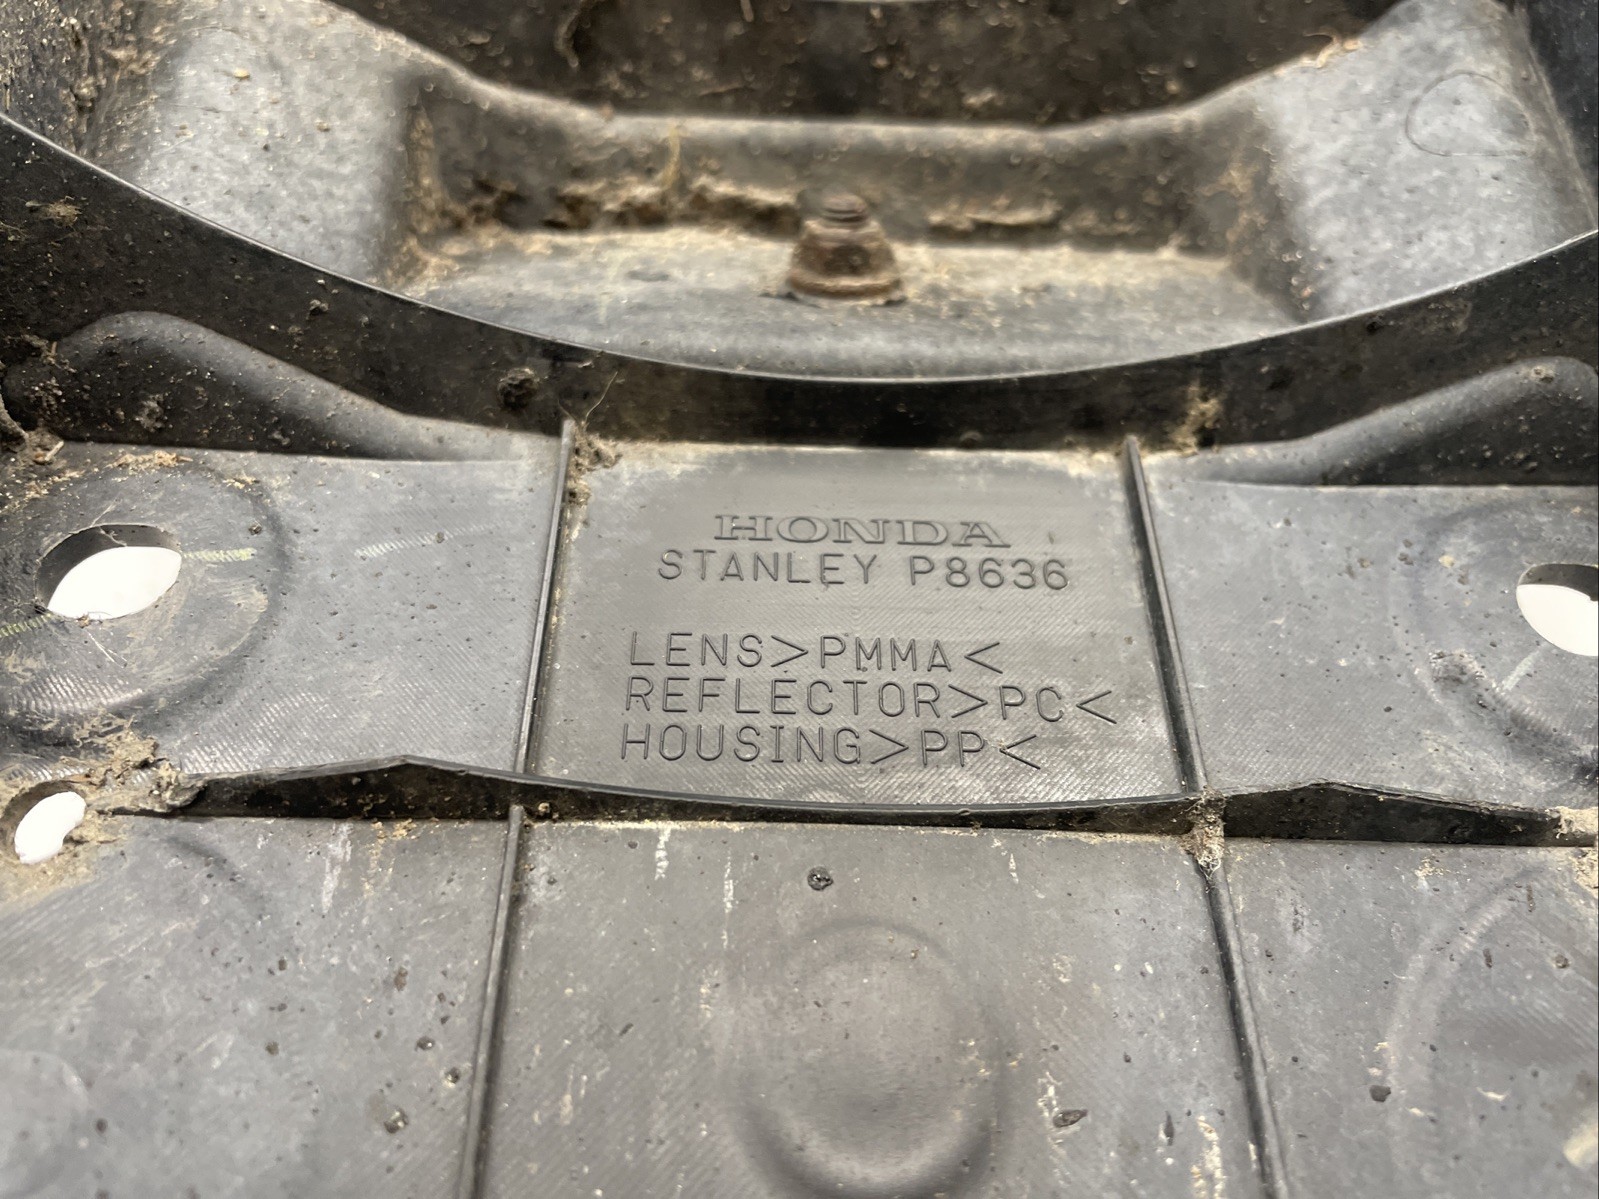 HONDA
STANLEY P8636
LENS>PMMA<
REFLECTOR>PC<
HOUSING>PP<